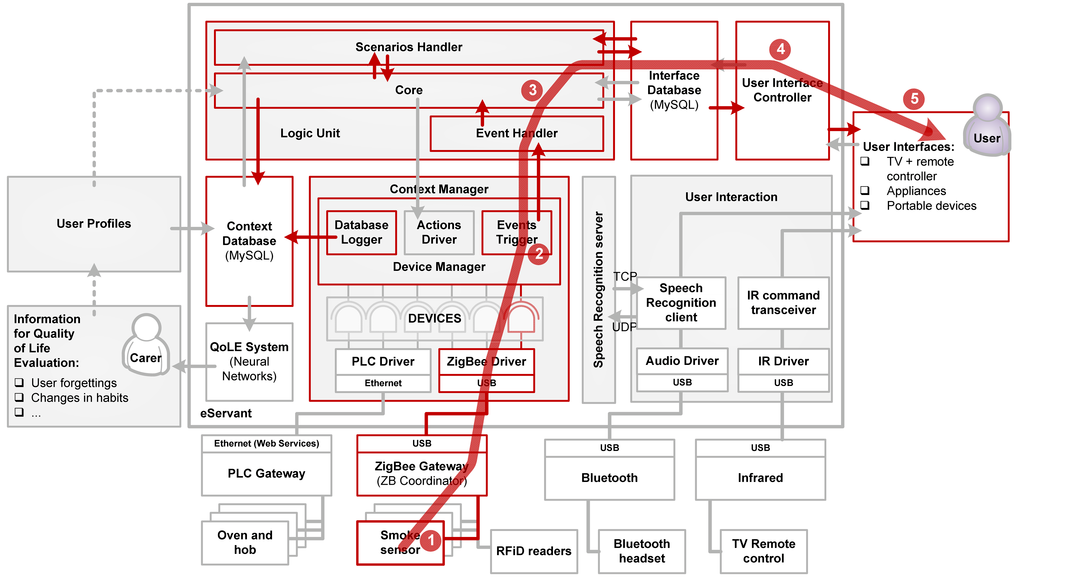 Scenarios Handler
Core
Logic Unit
Event Handler
3
Interface
Database
(MySQL)
4
User Interface
Controller
5
User
User Interfaces:
❑ TV + remote
controller
❑ Appliances
❑ Portable devices
User Profiles
Context
Database
(MySQL)
Context Manager
Database
Logger
Actions
Driver
Events
Trigger
2
Device Manager
DEVICES
PLC Driver
Ethernet
ZigBee Driver
USB
Speech Recognition server
TCP
UDP
User Interaction
Speech
Recognition
client
IR command
transceiver
Audio Driver
USB
IR Driver
USB
Information
for Quality
of Life
Evaluation:
❑ User forgettings
❑ Changes in habits
❑ ...
Carer
QoLE System
(Neural
Networks)
eServant
Ethernet (Web Services)
PLC Gateway
USB
ZigBee Gateway
(ZB Coordinator)
USB
Bluetooth
USB
Infrared
Oven and
hob
Smoke
sensor
1
RFiD readers
Bluetooth
headset
TV Remote
control